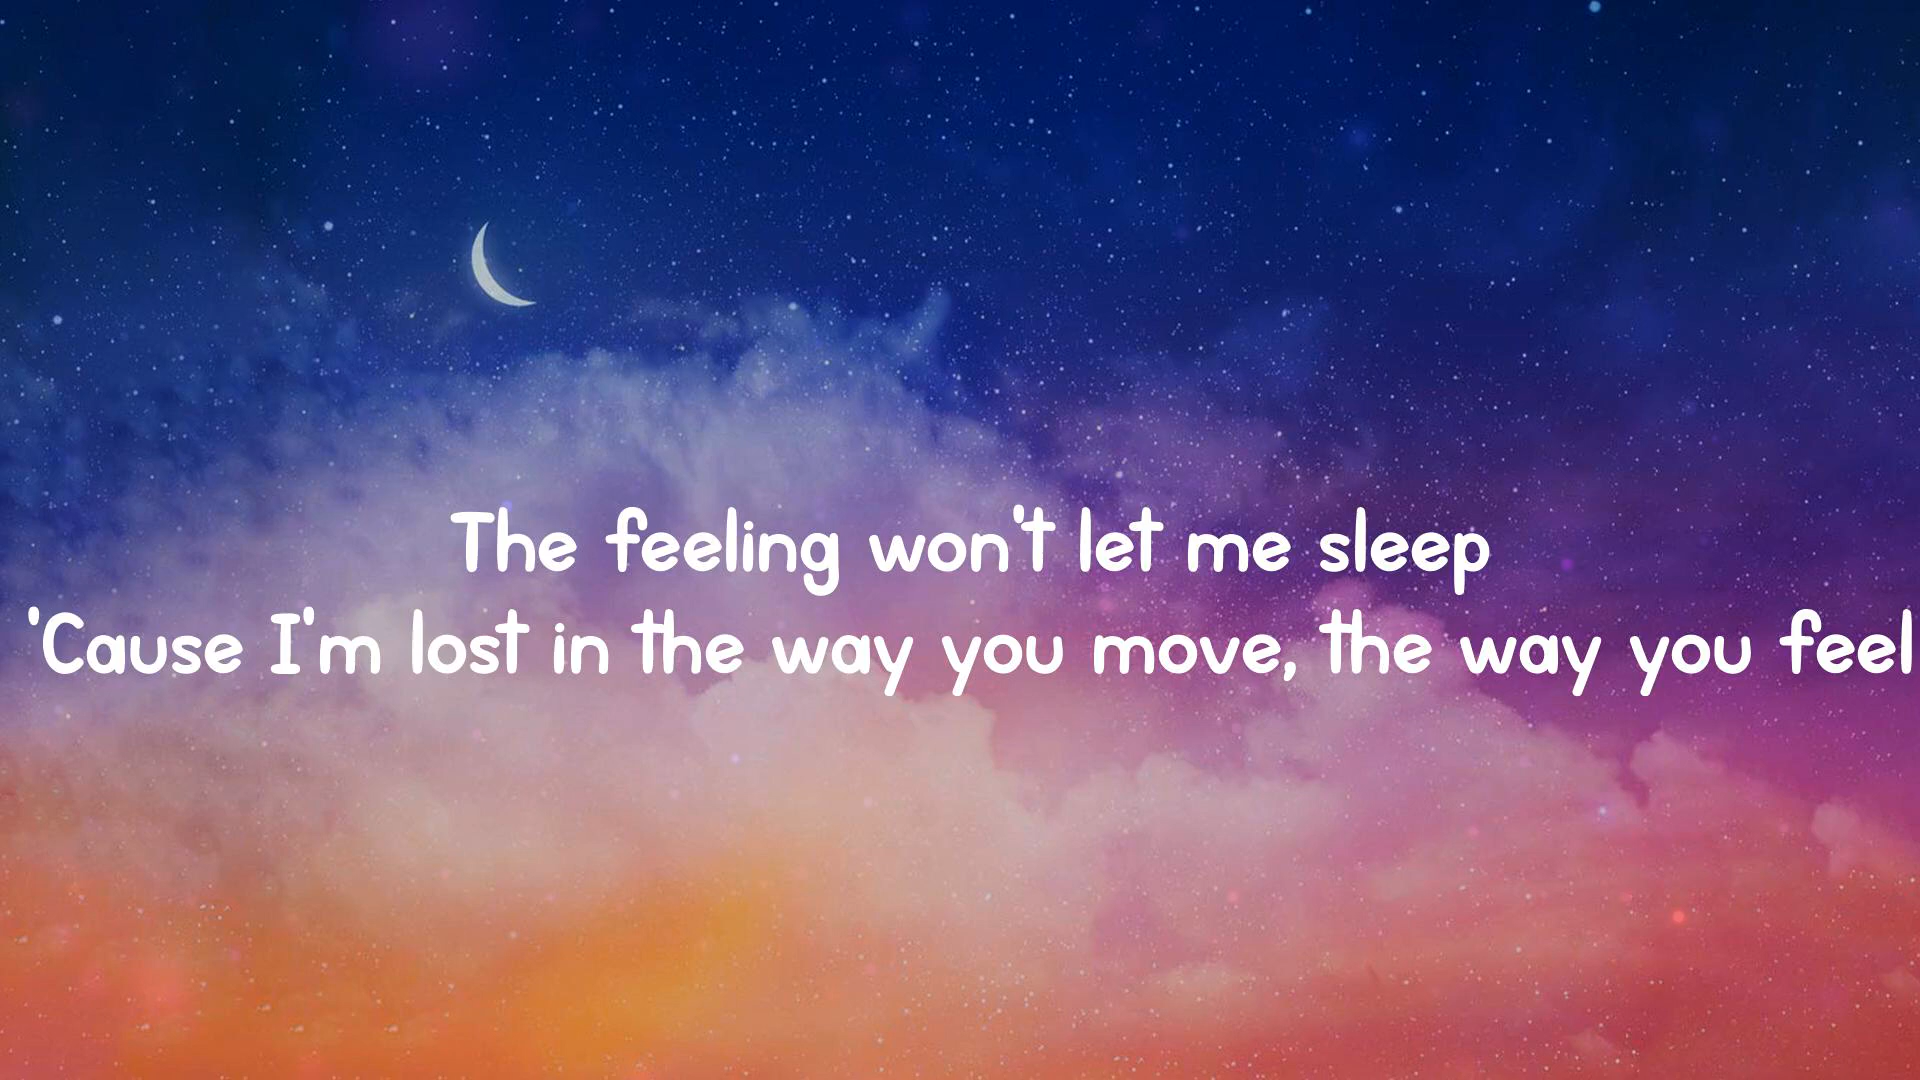 The feeling won't let me sleep
'Cause I'm lost in the way you move, the way you feel